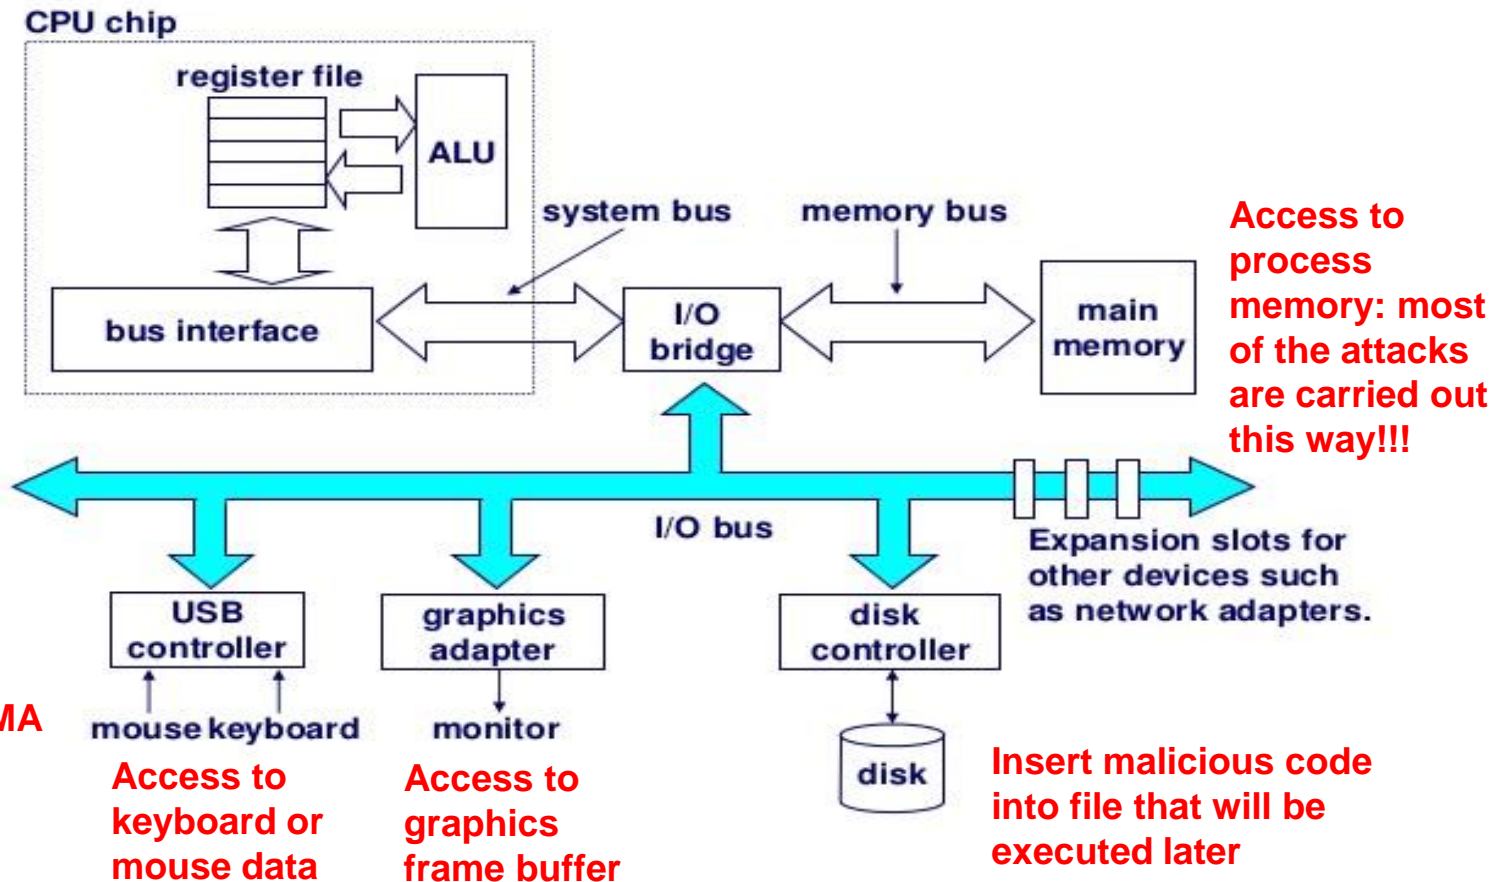 CPU chip
register file
ALU
system bus
memory bus
bus interface
I/O
bridge
main
memory
Access to
process
memory: most
of the attacks
are carried out
this way!!!
I/O bus
Expansion slots for
other devices such
as network adapters.
USB
controller
graphics
adapter
disk
controller
MA
mouse keyboard
monitor
disk
Access to
keyboard or
mouse data
Access to
graphics
frame buffer
Insert malicious code
into file that will be
executed later